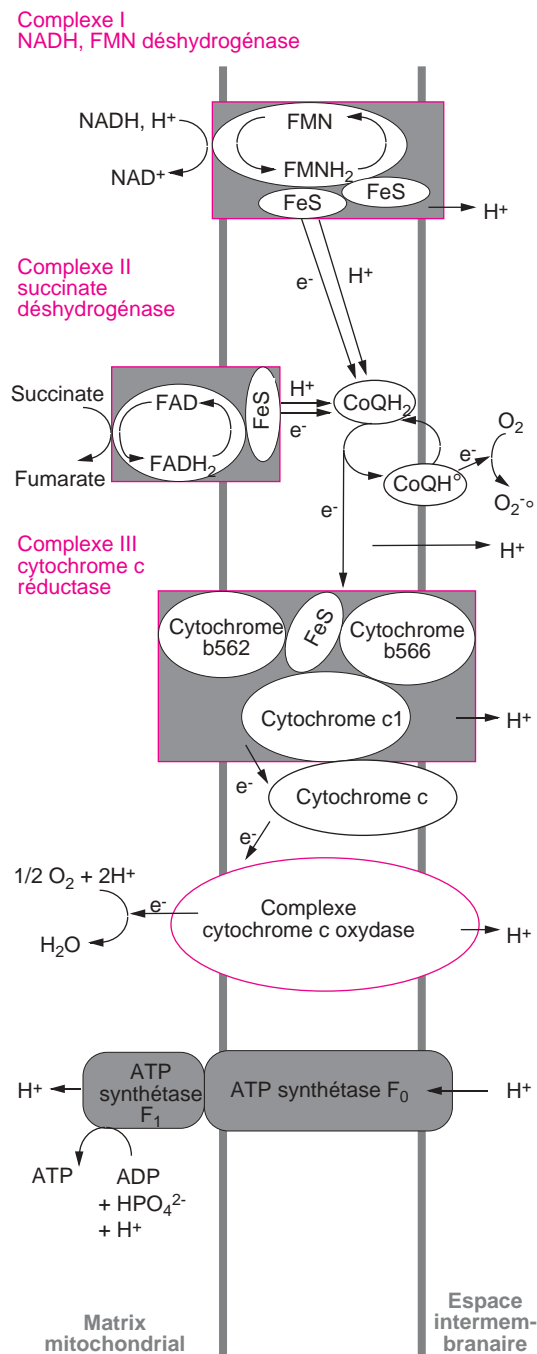 Complexe I
NADH, FMN déshydrogénase
NADH, H+
NAD+
FMN
FMNH2
FeS
FeS
H+
e-
H+
Complexe II
succinate
déshydrogénase
Succinate
Fumarate
FAD
FADH2
FeS
H+
e-
CoQH2
CoQH°
e-
O2
O2-°
e-
H+
Complexe III
cytochrome c
réductase
Cytochrome
b562
FeS
Cytochrome
b566
Cytochrome c1
H+
e-
Cytochrome c
e-
1/2 O2 + 2H+
e-
H2O
Complexe
cytochrome c oxydase
H+
H+
ATP
synthétase
F1
ATP synthétase F0
H+
ATP
ADP
+ HPO42-
+ H+
Matrix
mitochondrial
Espace
intermem-
branaire